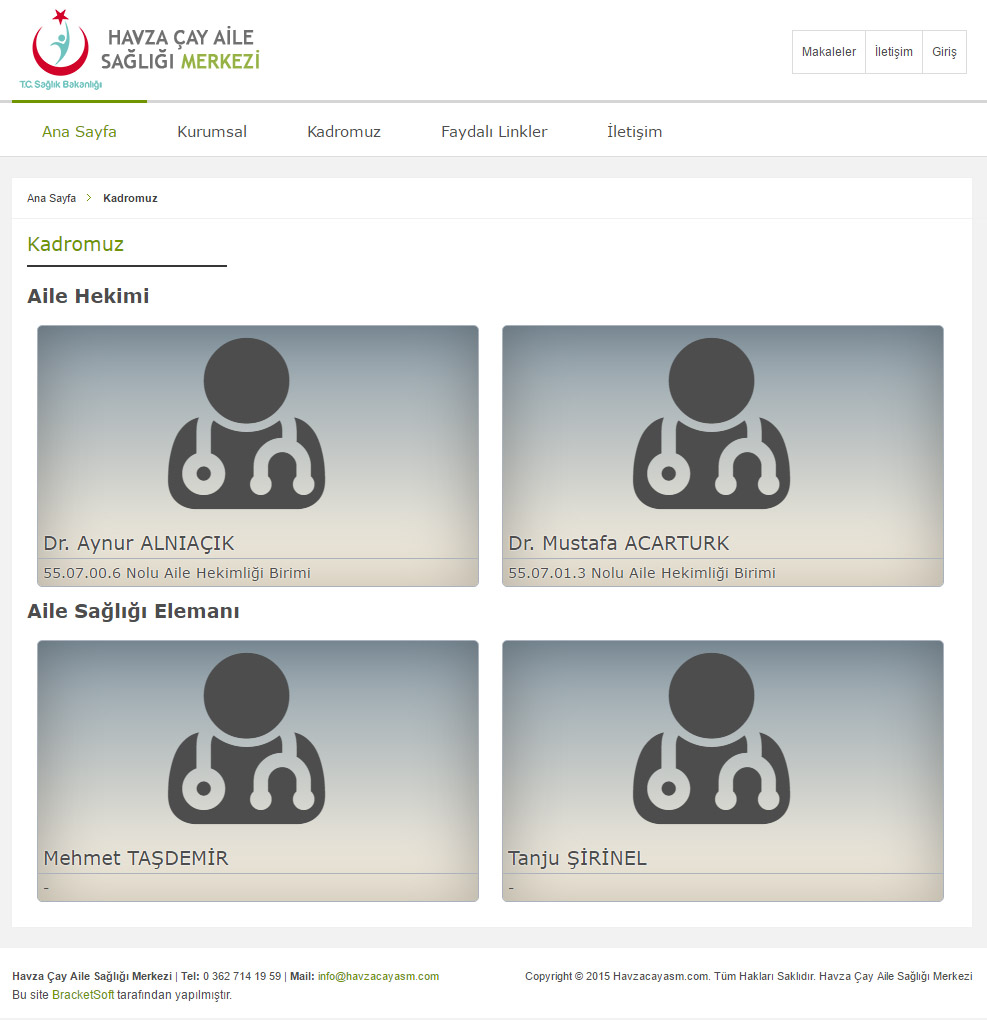 HAVZA ÇAY AİLE
SAĞLIĞI MERKEZİ
T.C. Sağlık Bakanlığı
Makaleler İletişim Giriş
Ana Sayfa Kurumsal Kadromuz Faydalı Linkler İletişim
Ana Sayfa > Kadromuz
Kadromuz
Aile Hekimi
Dr. Aynur ALNIAÇIK
55.07.00.6 Nolu Aile Hekimliği Birimi
Dr. Mustafa ACARTURK
55.07.01.3 Nolu Aile Hekimliği Birimi
Aile Sağlığı Elemanı
Mehmet TAŞDEMİR
-
Tanju ŞİRİNEL
-
Havza Çay Aile Sağlığı Merkezi | Tel: 0 362 714 19 59 | Mail: info@havzacayasm.com
Bu site BracketSoft tarafından yapılmıştır.
Copyright © 2015 Havzacayasm.com. Tüm Hakları Saklıdır. Havza Çay Aile Sağlığı Merkezi